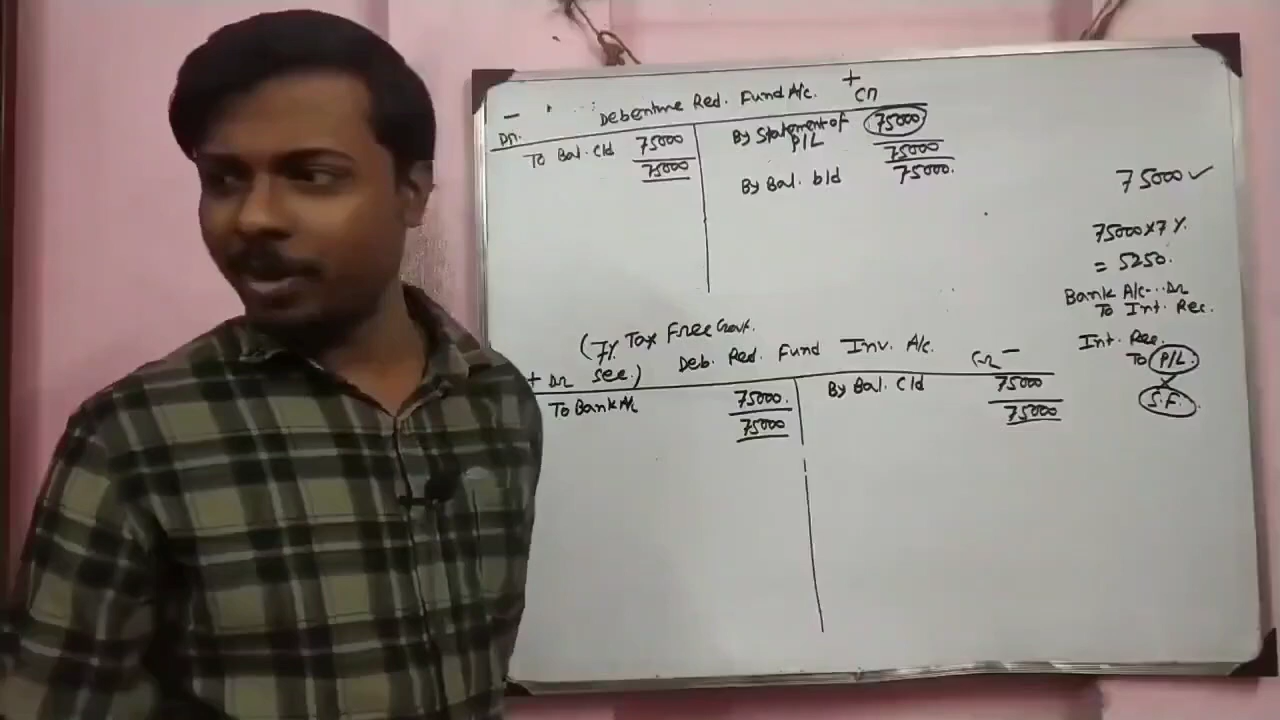 Debenture Red. Fund A/c.
- Dr. + Cr
To Bal. C/d 75000 By Statement of P/L 75000
75000 75000
By Bal. b/d 75000.
75000 ✓
75000 x 7 %.
= 5250.
Bank A/c... Dr
To Int. Rec.
Int. Rec.
To P/L.
S.F.
(7% Tax Free Govt. Sec.)
Deb. Red. Fund Inv. A/c.
+ Dr Cr -
To Bank A/c 75000. By Bal. C/d 75000
75000 75000